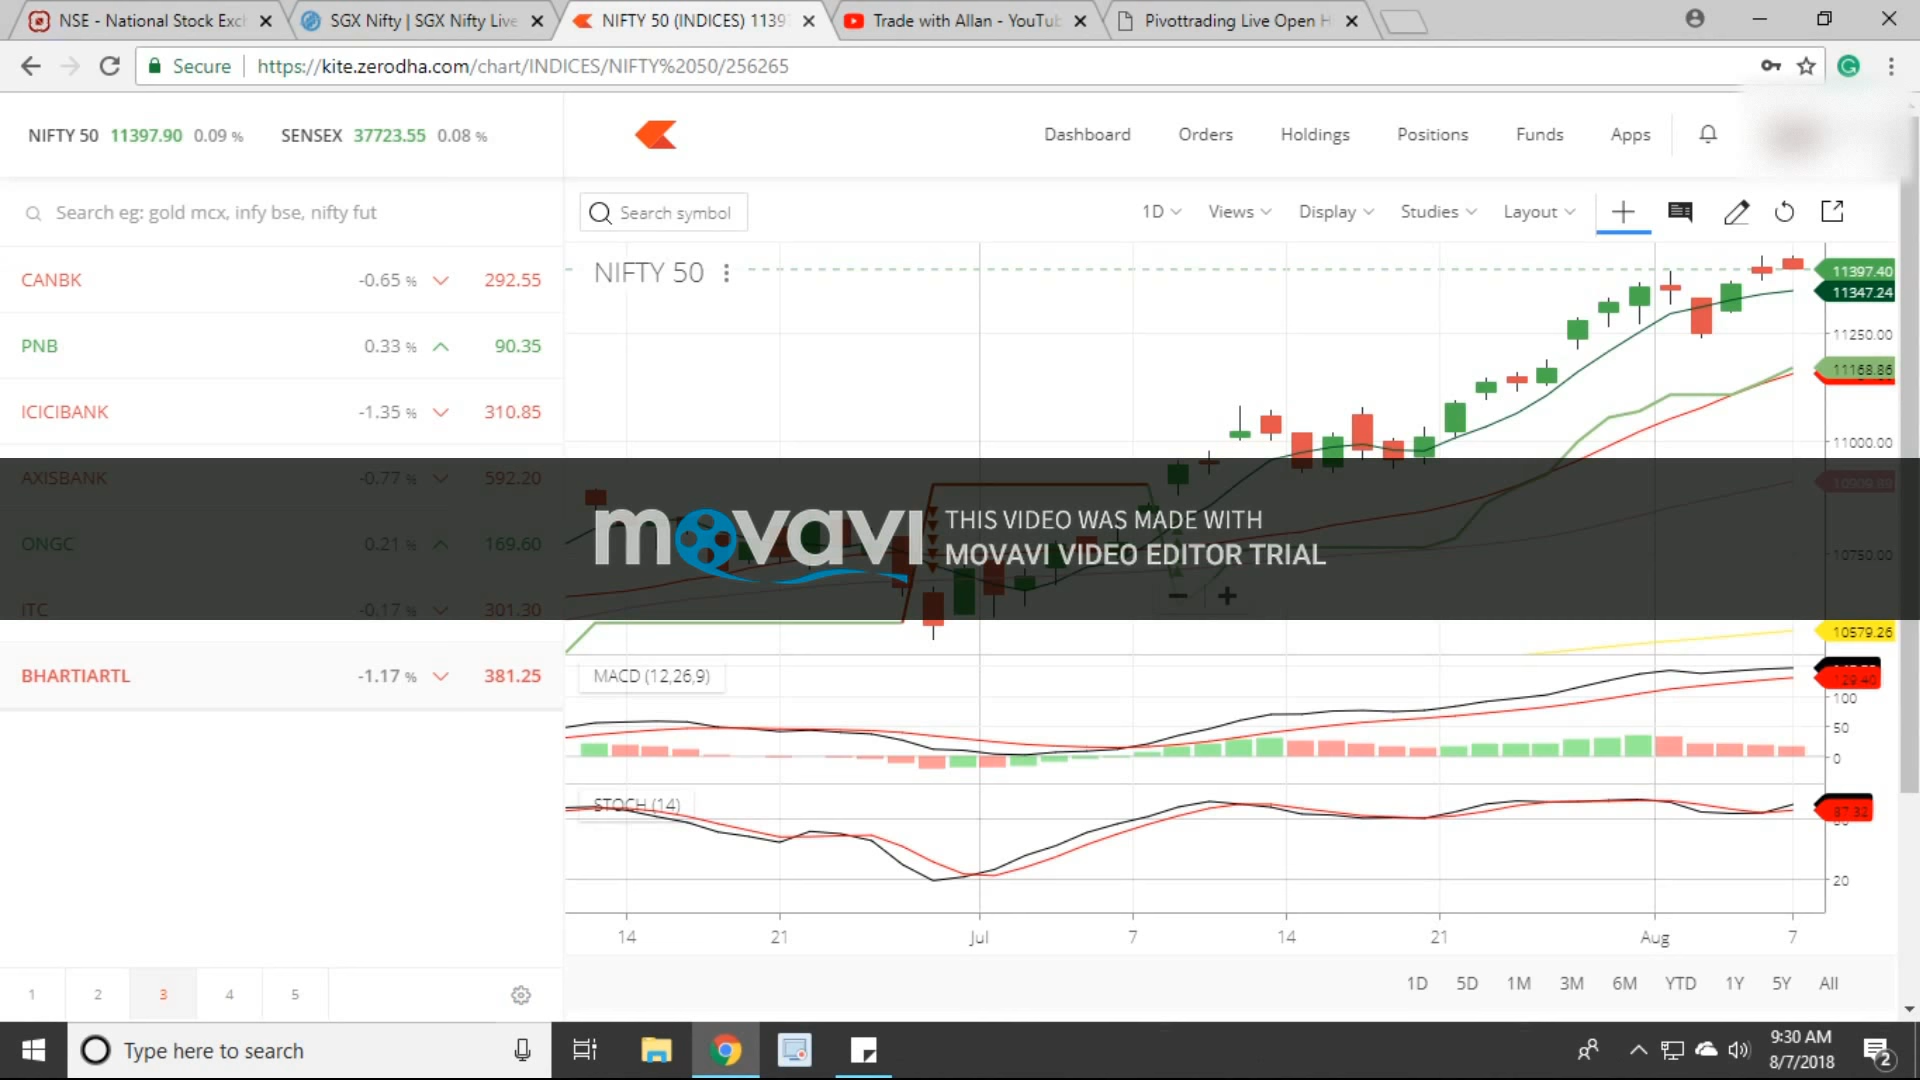 NSE - National Stock Exc
SGX Nifty | SGX Nifty Live
NIFTY 50 (INDICES) 1139
Trade with Allan - YouTub
Pivottrading Live Open H
Secure
https://kite.zerodha.com/chart/INDICES/NIFTY%2050/256265
NIFTY 50 11397.90 0.09 %
SENSEX 37723.55 0.08 %
Dashboard
Orders
Holdings
Positions
Funds
Apps
Search eg: gold mcx, infy bse, nifty fut
Search symbol
1D
Views
Display
Studies
Layout
CANBK -0.65 % 292.55
PNB 0.33 % 90.35
ICICIBANK -1.35 % 310.85
AXISBANK -0.77 % 592.20
ONGC 0.21 % 169.60
ITC -0.17 % 301.30
BHARTIARTL -1.17 % 381.25
NIFTY 50
11397.40
11347.24
11250.00
11168.86
11000.00
10750.00
10579.26
movavi
THIS VIDEO WAS MADE WITH
MOVAVI VIDEO EDITOR TRIAL
MACD (12,26,9)
129.40
100
50
0
STOCH (14)
87.32
20
14
21
Jul
7
14
21
Aug
7
1D
5D
1M
3M
6M
YTD
1Y
5Y
All
1
2
3
4
5
Type here to search
9:30 AM
8/7/2018
2